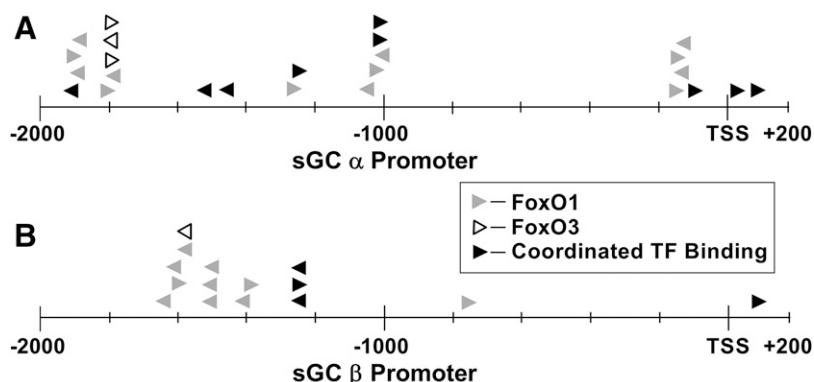 A
-2000 -1000 TSS +200
sGC α Promoter
FoxO1
FoxO3
Coordinated TF Binding
B
-2000 -1000 TSS +200
sGC β Promoter